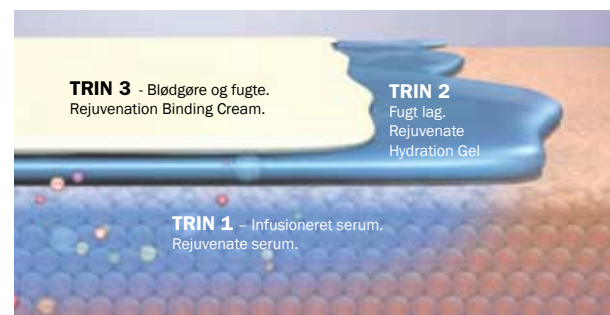 TRIN 3 - Blødgøre og fugte.
Rejuvenation Binding Cream.
TRIN 2
Fugt lag.
Rejuvenate
Hydration Gel
TRIN 1 – Infusioneret serum.
Rejuvenate serum.